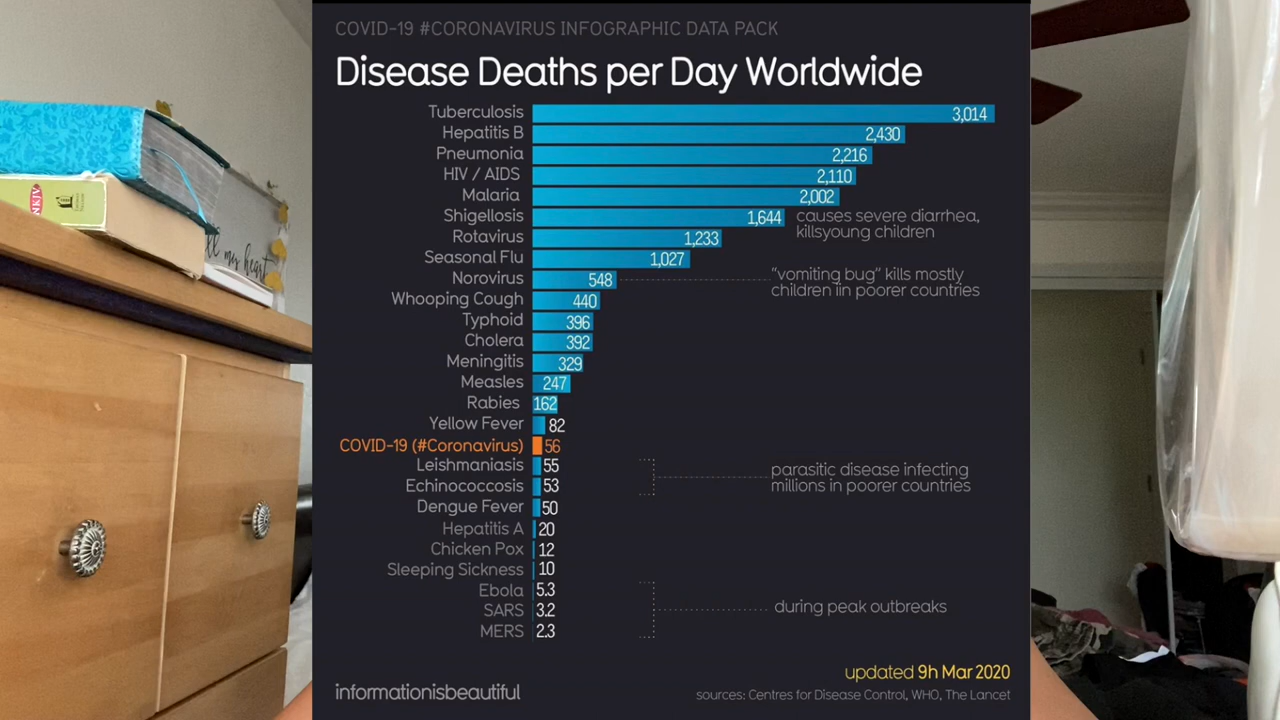 COVID-19 #CORONAVIRUS INFOGRAPHIC DATA PACK
Disease Deaths per Day Worldwide
Tuberculosis 3,014
Hepatitis B 2,430
Pneumonia 2,216
HIV / AIDS 2,110
Malaria 2,002
Shigellosis 1,644 causes severe diarrhea,
killsyoung children
Rotavirus 1,233
Seasonal Flu 1,027
Norovirus 548 "vomiting bug" kills mostly
children iin poorer countries
Whooping Cough 440
Typhoid 396
Cholera 392
Meningitis 329
Measles 247
Rabies 162
Yellow Fever 82
COVID-19 (#Coronavirus) 56
Leishmaniasis 55
parasitic disease infecting
millions in poorer countries
Echinococcosis 53
Dengue Fever 50
Hepatitis A 20
Chicken Pox 12
Sleeping Sickness 10
Ebola 5.3
SARS 3.2 during peak outbreaks
MERS 2.3
updated 9h Mar 2020
informationisbeautiful
sources: Centres for Disease Control, WHO, The Lancet
NKJV
my heart